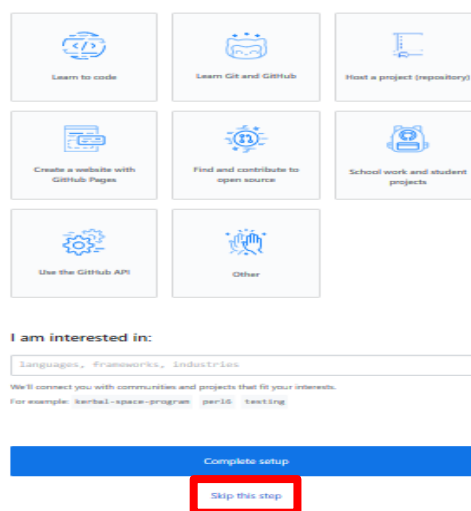 Learn to code
Learn Git and GitHub
Host a project (repository)
Create a website with
GitHub Pages
Find and contribute to
open source
School work and student
projects
Use the GitHub API
Other
I am interested in:
languages, frameworks, industries
We'll connect you with communities and projects that fit your interests.
For example: kerbal-space-program perl6 testing
Complete setup
Skip this step